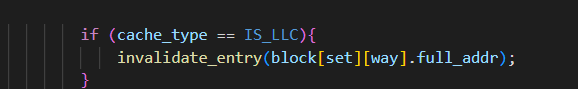 if (cache_type == IS_LLC){
invalidate_entry(block[set][way].full_addr);
}